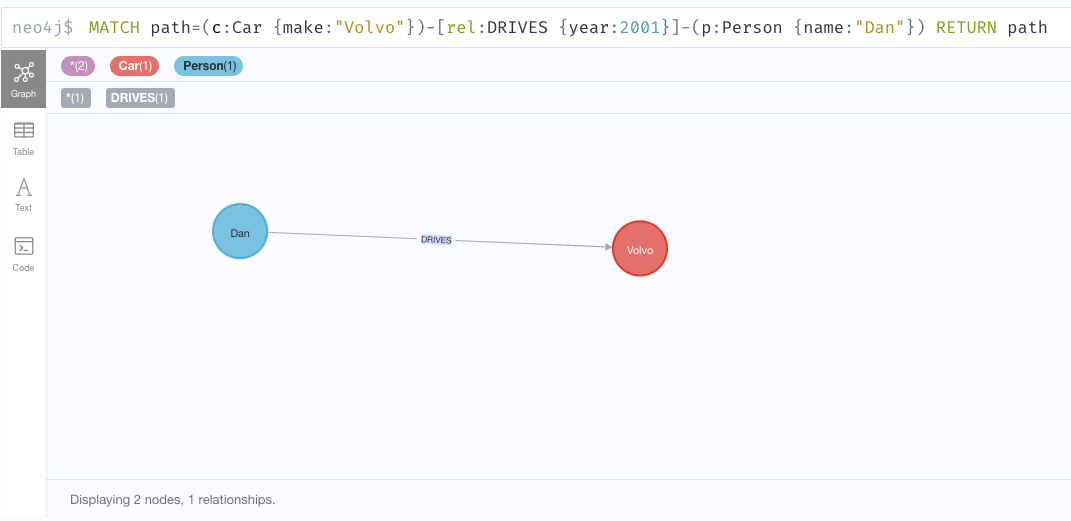 neo4j$ MATCH path=(c:Car {make:"Volvo"})-[rel:DRIVES {year:2001}]-(p:Person {name:"Dan"}) RETURN path
*(2) Car(1) Person(1)
Graph
*(1) DRIVES(1)
Table
Text
Code
Dan
DRIVES
Volvo
Displaying 2 nodes, 1 relationships.